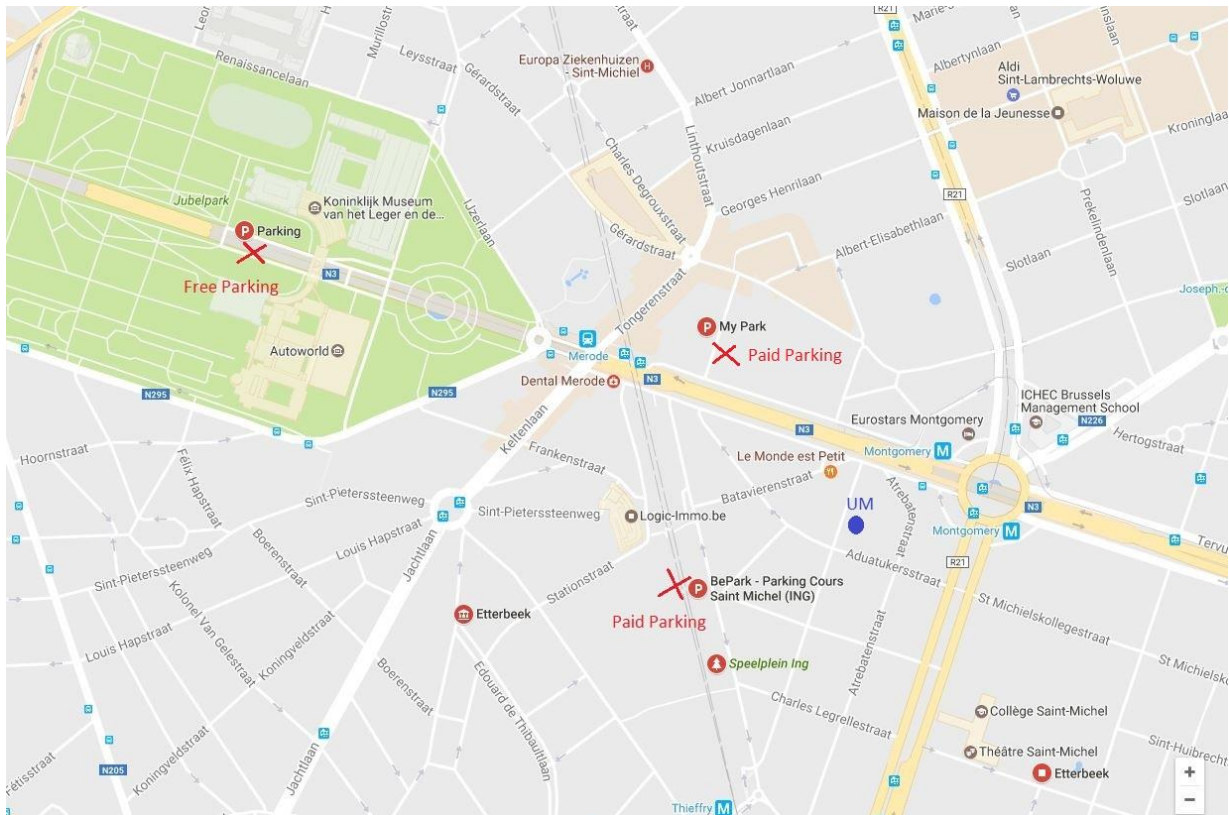 Leon
Murillostraat
Renaissancelaan
Leysstraat
Gérardstraat
Europa Ziekenhuizen
- Sint-Michiel
H
Linthoutstraat
Albert Jonnartlaan
Kruisdagenlaan
Georges Henrilaan
Albert-Elisabethlaan
Charles Degrouxstraat
Gérardstraat
R21
Marie-
Albertynlaan
Aldi
Sint-Lambrechts-Woluwe
Maison de la Jeunesse
nslaan
Kroninglaa
R21
Prekelindenlaan
Slotlaan
Slotlaan
Joseph.-
Jubelpark
P Parking
Free Parking
Koninklijk Museum
van het Leger en de...
N3
IJzerlaan
Autoworld
Tongerenstraat
Merode
Dental Merode
N3
P My Park
Paid Parking
N295
N295
Keltenlaan
N3
Eurostars Montgomery
Montgomery M
ICHEC Brussels
Management School
N226
Hertogstraat
Hoornstraat
Félix Hapstraat
Frankenstraat
Le Monde est Petit
Batavierenstraat
UM
Atrebatenstraat
Sint-Pieterssteenweg
Sint-Pieterssteenweg
Logic-Immo.be
N3
Montgomery M
Tervu
Louis Hapstraat
Boerenstraat
Jachtlaan
Aduatukersstraat
R21
Sint-Pieterssteenweg
Kolonel Van Gelestraat
Stationstraat
P BePark - Parking Cours
Saint Michel (ING)
Paid Parking
St Michielskollegestraat
Etterbeek
Louis Hapstraat
Koningveldstraat
Boerenstraat
Speelplein Ing
Atrebatenstraat
St Michielsk
Edouard de Thibaultlaan
Charles Legrellestraat
Collège Saint-Michel
Théâtre Saint-Michel
Sint-Huibrecht
Etterbeek
Jachtlaan
Koningveldstraat
N205
Fétisstraat
Thieffry M
+
−